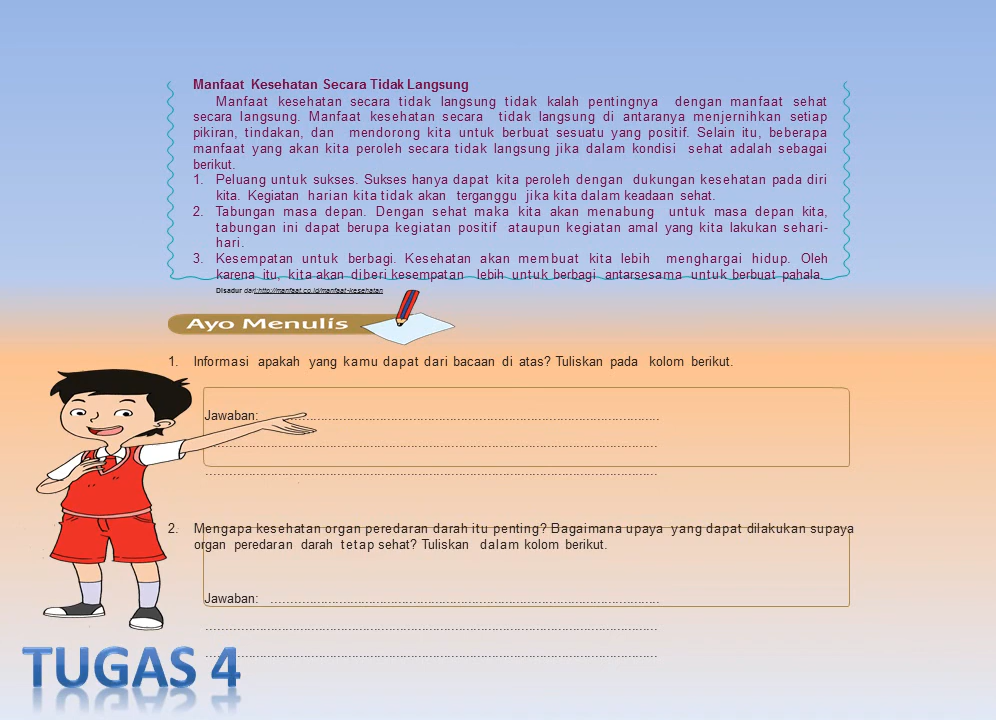 Manfaat Kesehatan Secara Tidak Langsung
Manfaat kesehatan secara tidak langsung tidak kalah pentingnya dengan manfaat sehat
secara langsung. Manfaat kesehatan secara tidak langsung di antaranya menjernihkan setiap
pikiran, tindakan, dan mendorong kita untuk berbuat sesuatu yang positif. Selain itu, beberapa
manfaat yang akan kita peroleh secara tidak langsung jika dalam kondisi sehat adalah sebagai
berikut.
1. Peluang untuk sukses. Sukses hanya dapat kita peroleh dengan dukungan kesehatan pada diri
kita. Kegiatan harian kita tidak akan terganggu jika kita dalam keadaan sehat.
2. Tabungan masa depan. Dengan sehat maka kita akan menabung untuk masa depan kita,
tabungan ini dapat berupa kegiatan positif ataupun kegiatan amal yang kita lakukan sehari-
hari.
3. Kesempatan untuk berbagi. Kesehatan akan membuat kita lebih menghargai hidup. Oleh
karena itu, kita akan diberi kesempatan lebih untuk berbagi antarsesama untuk berbuat pahala.
Disadur dari:http://manfaat.co.id/manfaat-kesehatan
Ayo Menulis
1. Informasi apakah yang kamu dapat dari bacaan di atas? Tuliskan pada kolom berikut.
Jawaban: ................................................................
................................................................
................................................................
2. Mengapa kesehatan organ peredaran darah itu penting? Bagaimana upaya yang dapat dilakukan supaya
organ peredaran darah tetap sehat? Tuliskan dalam kolom berikut.
Jawaban: ................................................................
................................................................
................................................................
TUGAS 4